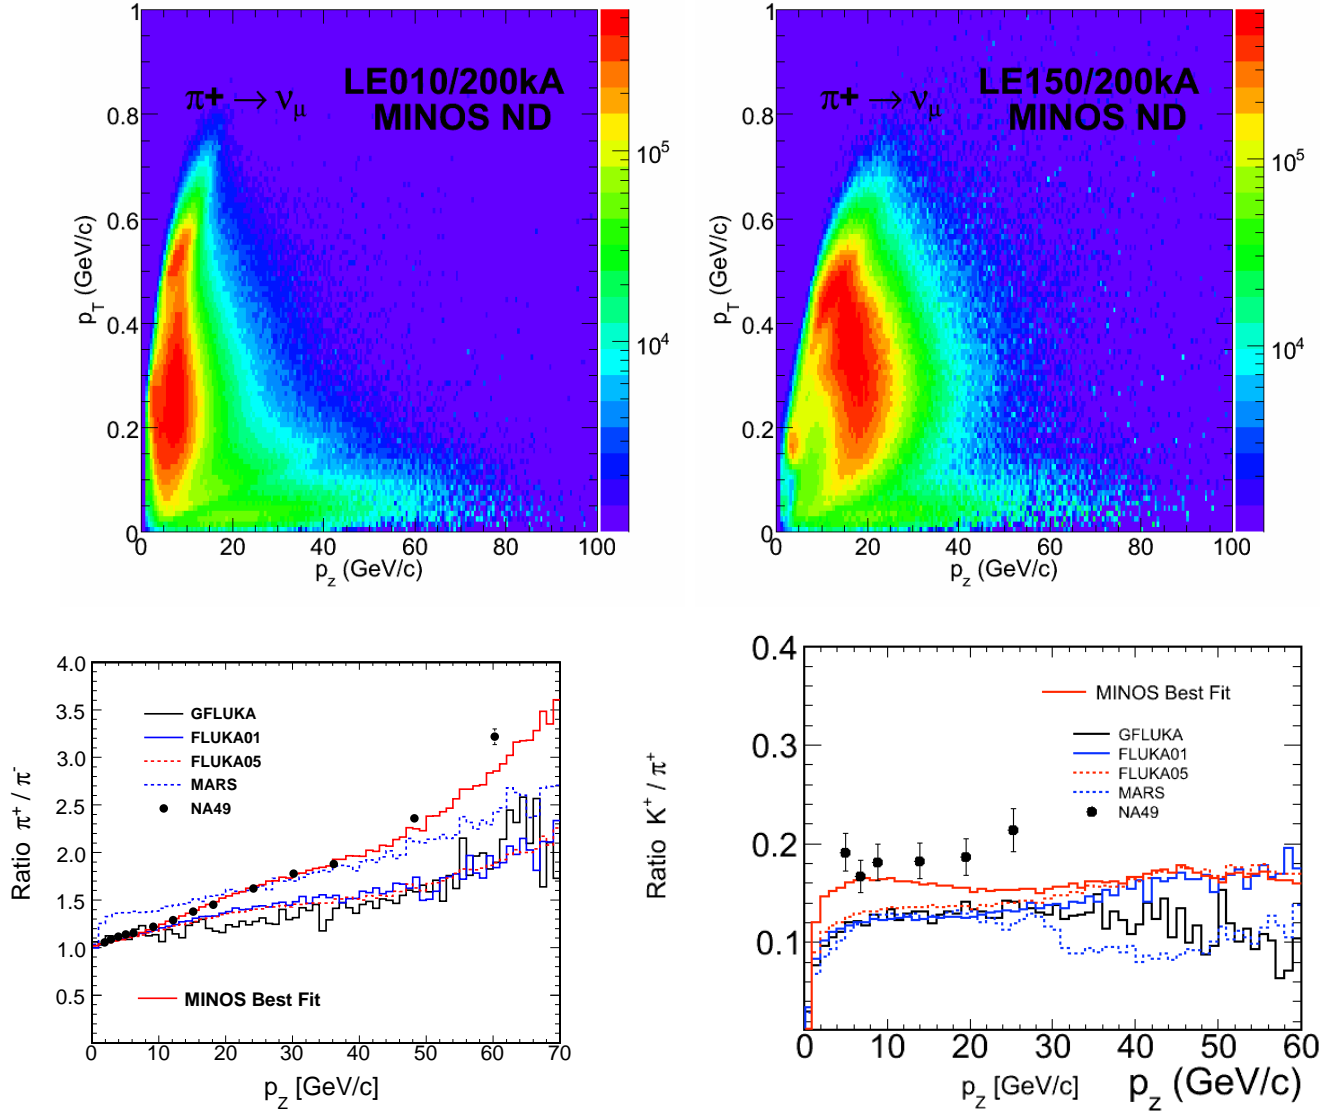 LE010/200kA
MINOS ND
π+ → νμ
1
0.8
0.6
0.4
0.2
0
pT (GeV/c)
0 20 40 60 80 100
pz (GeV/c)
10^5
10^4
LE150/200kA
MINOS ND
π+ → νμ
1
0.8
0.6
0.4
0.2
0
pT (GeV/c)
0 20 40 60 80 100
pz (GeV/c)
10^5
10^4
Ratio π+ / π-
4.0
3.5
3.0
2.5
2.0
1.5
1.0
0.5
GFLUKA
FLUKA01
FLUKA05
MARS
NA49
MINOS Best Fit
0 10 20 30 40 50 60 70
pZ [GeV/c]
Ratio K+ / π+
0.4
0.3
0.2
0.1
MINOS Best Fit
GFLUKA
FLUKA01
FLUKA05
MARS
NA49
0 10 20 30 40 50 60
pZ [GeV/c] pz (GeV/c)